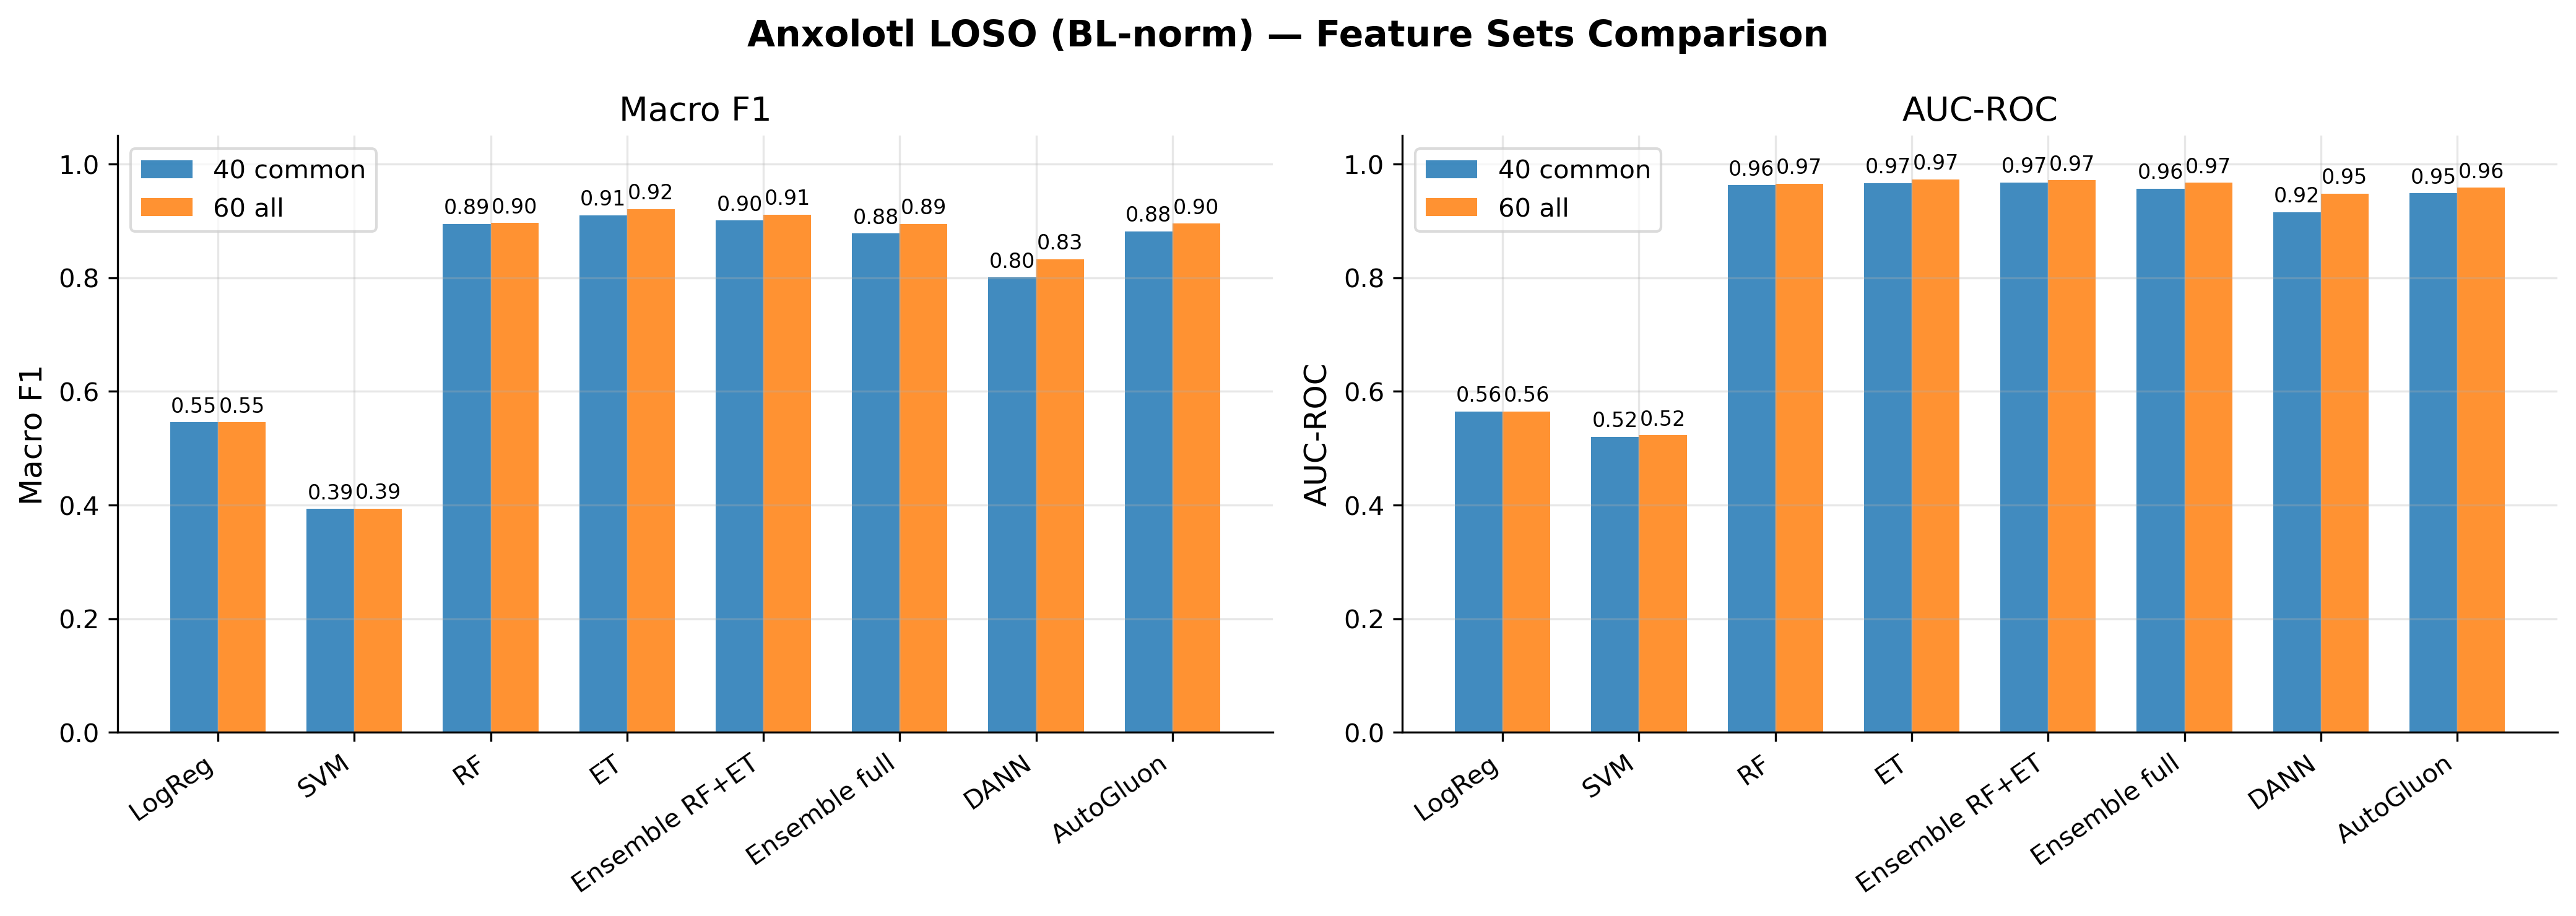 Anxolotl LOSO (BL-norm) — Feature Sets Comparison
Macro F1
40 common
60 all
Macro F1
1.0
0.8
0.6
0.4
0.2
0.0
0.55 0.55
0.39 0.39
0.89 0.90
0.91 0.92
0.90 0.91
0.88 0.89
0.80 0.83
0.88 0.90
LogReg
SVM
RF
ET
Ensemble RF+ET
Ensemble full
DANN
AutoGluon
AUC-ROC
40 common
60 all
AUC-ROC
1.0
0.8
0.6
0.4
0.2
0.0
0.56 0.56
0.52 0.52
0.96 0.97
0.97 0.97
0.97 0.97
0.96 0.97
0.92 0.95
0.95 0.96
LogReg
SVM
RF
ET
Ensemble RF+ET
Ensemble full
DANN
AutoGluon